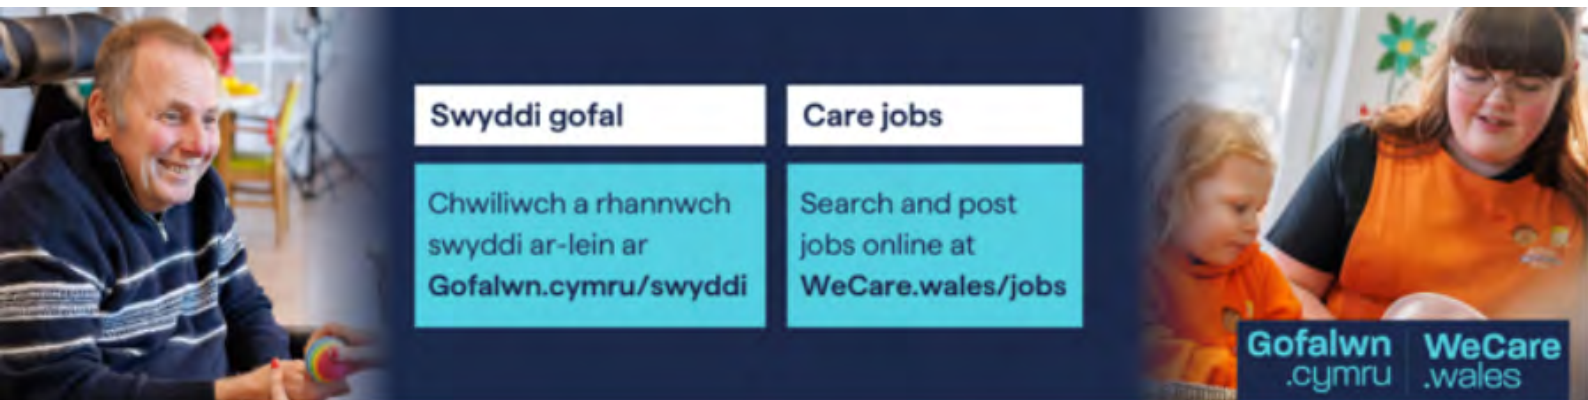 Swyddi gofal
Chwiliwch a rhannwch
swyddi ar-lein ar
Gofalwn.cymru/swyddi
Care jobs
Search and post
jobs online at
WeCare.wales/jobs
Gofalwn
.cymru
WeCare
.wales